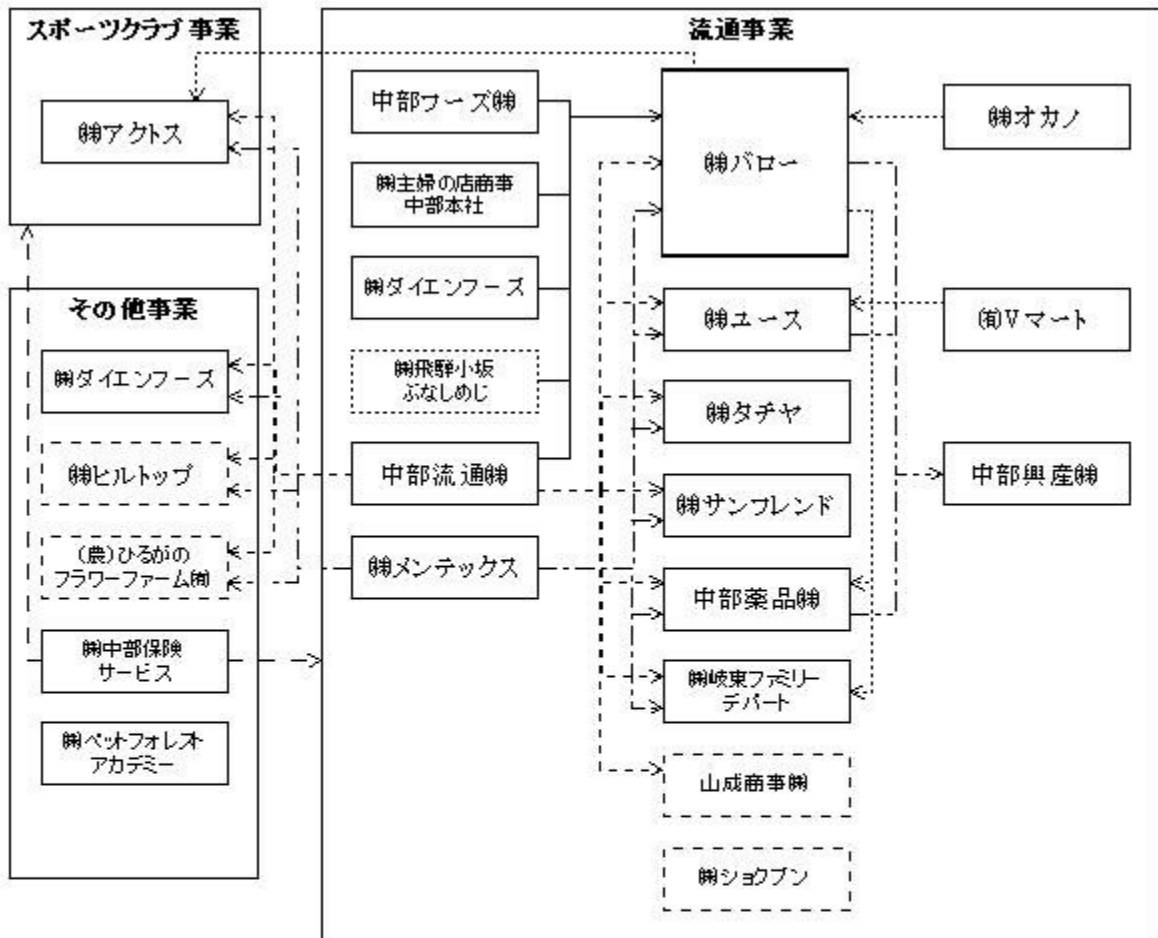 スポーツクラブ事業
㈱アクトス
その他事業
㈱ダイエンフーズ
㈱ヒルトップ
(農)ひるがの
フラワーファーム㈲
㈱中部保険
サービス
㈱ペットフォレスト
アカデミー
流通事業
中部フーズ㈱
㈱主婦の店商事
中部本社
㈱ダイエンフーズ
㈱飛騨小坂
ぶなしめじ
中部流通㈱
㈱メンテックス
㈱バロー
㈱ユース
㈱タチヤ
㈱サンフレンド
中部薬品㈱
㈱岐東ファミリー
デパート
山成商事㈱
㈱ショクブン
㈱オカノ
㈲Vマート
中部興産㈱